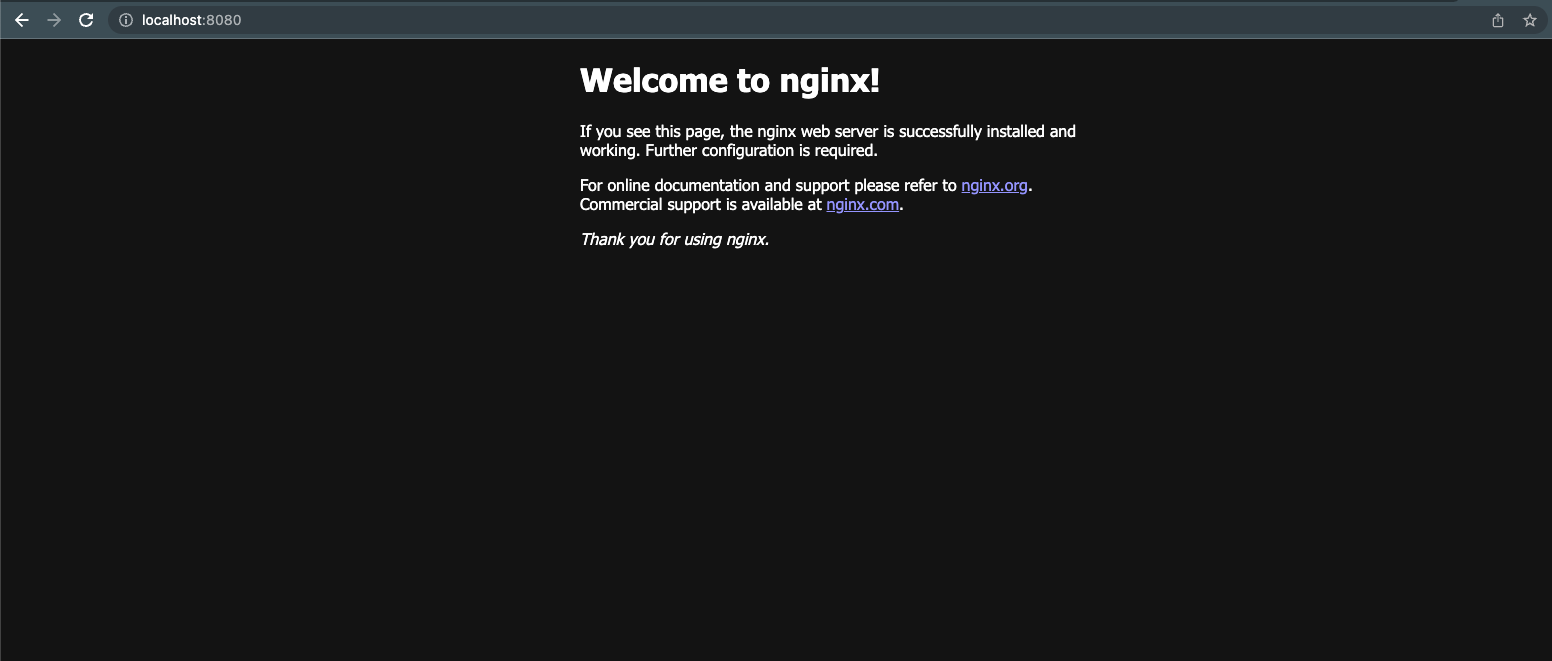 localhost:8080
Welcome to nginx!
If you see this page, the nginx web server is successfully installed and
working. Further configuration is required.
For online documentation and support please refer to nginx.org.
Commercial support is available at nginx.com.
Thank you for using nginx.